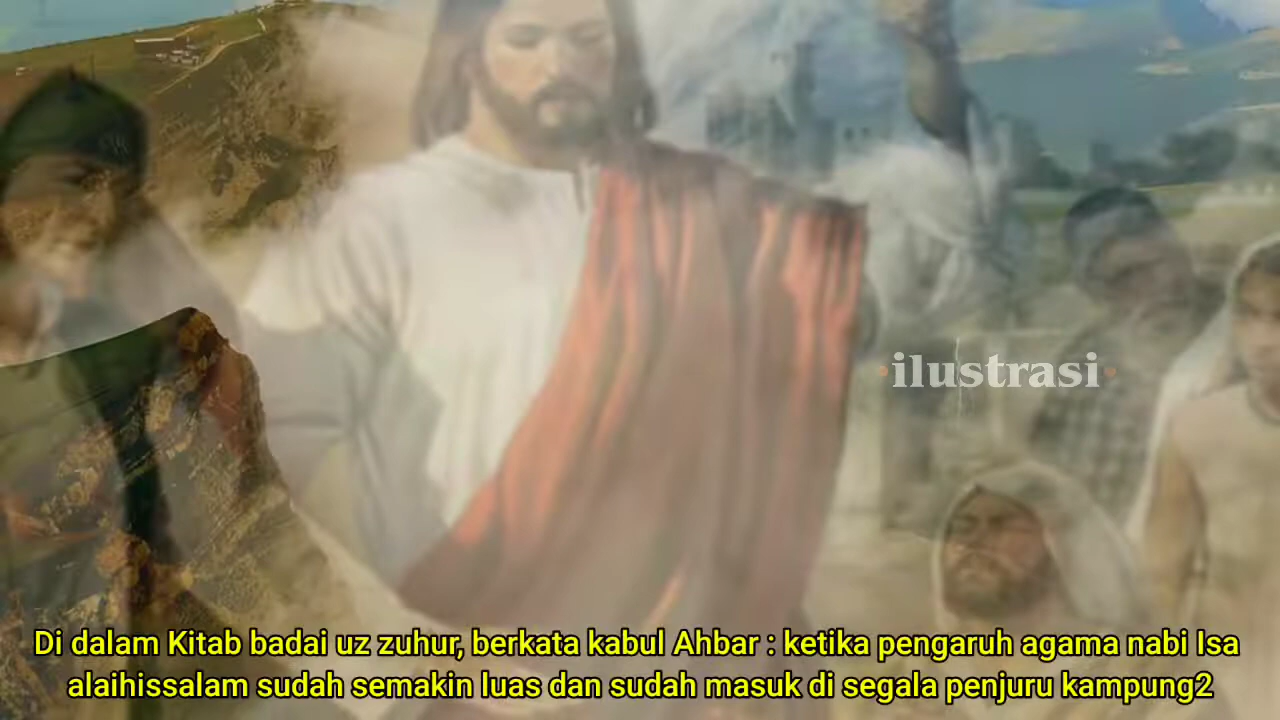 ilustrasi
Di dalam Kitab badai uz zuhur, berkata kabul Ahbar : ketika pengaruh agama nabi Isa
alaihissalam sudah semakin luas dan sudah masuk di segala penjuru kampung2